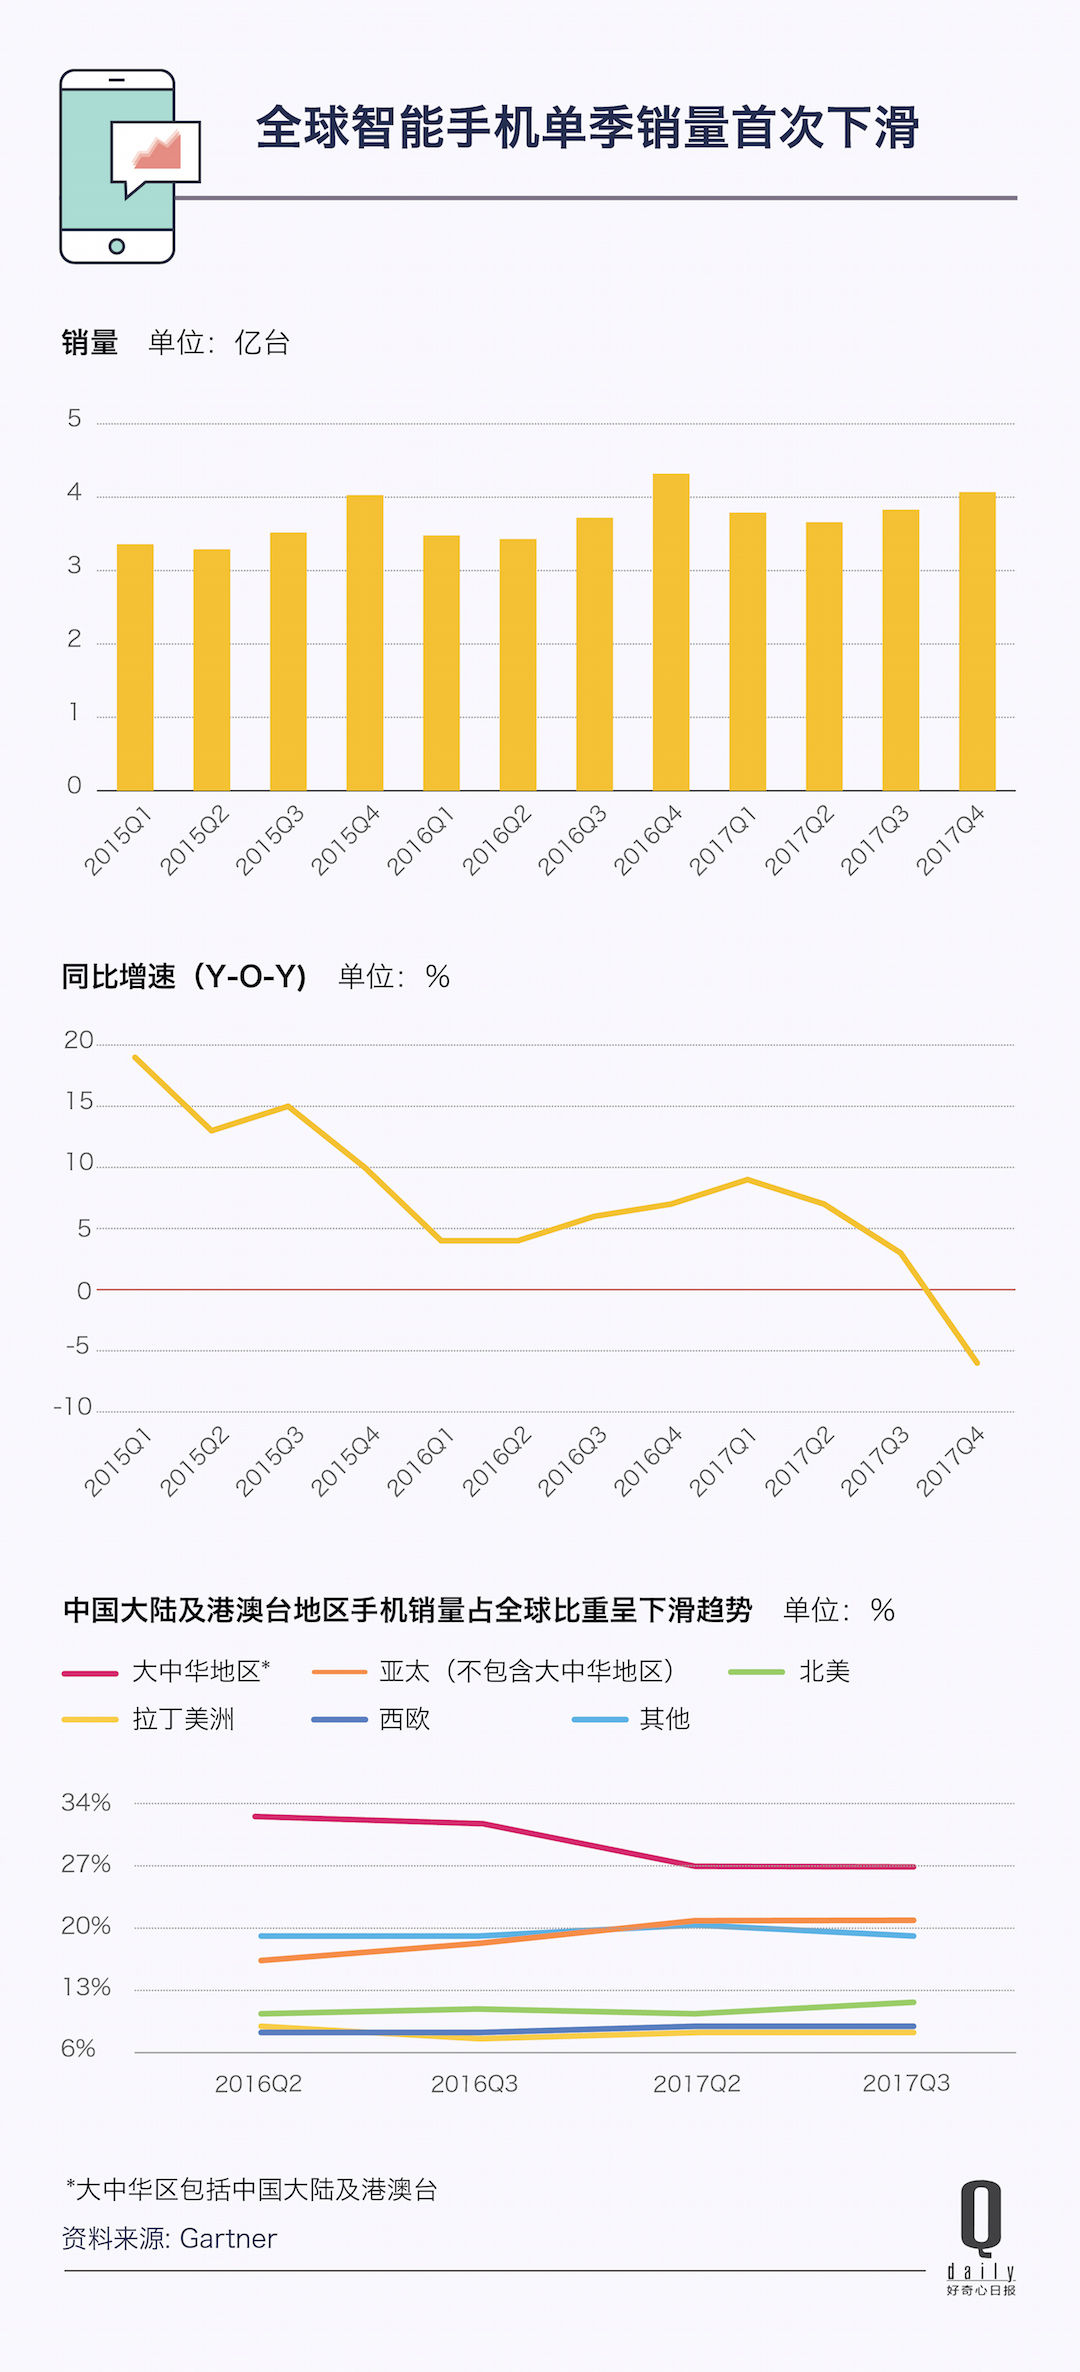 全球智能手机单季销量首次下滑
销量 单位：亿台
5
4
3
2
1
0
2015Q1 2015Q2 2015Q3 2015Q4 2016Q1 2016Q2 2016Q3 2016Q4 2017Q1 2017Q2 2017Q3 2017Q4
同比增速（Y-O-Y) 单位：%
20
15
10
5
0
-5
-10
2015Q1 2015Q2 2015Q3 2015Q4 2016Q1 2016Q2 2016Q3 2016Q4 2017Q1 2017Q2 2017Q3 2017Q4
中国大陆及港澳台地区手机销量占全球比重呈下滑趋势 单位：%
大中华地区* 亚太（不包含大中华地区） 北美
拉丁美洲 西欧 其他
34%
27%
20%
13%
6%
2016Q2 2016Q3 2017Q2 2017Q3
*大中华区包括中国大陆及港澳台
资料来源: Gartner
Q
daily
好奇心日报